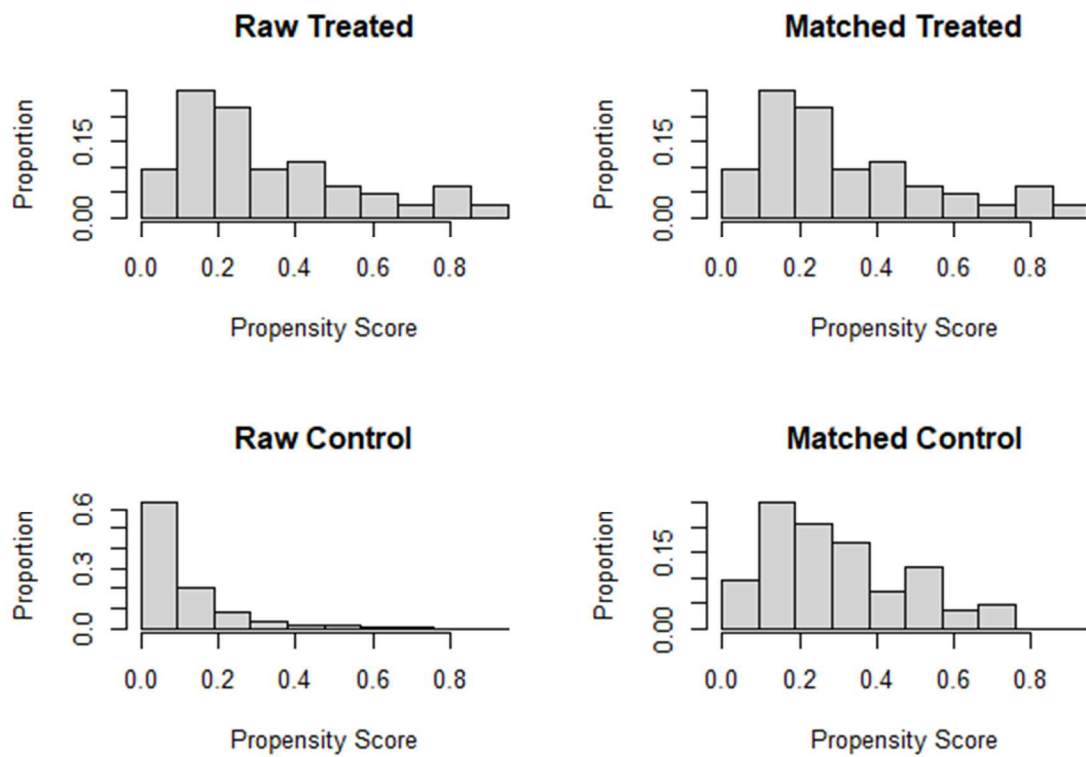 Raw Treated
Proportion
0.15
0.00
0.0 0.2 0.4 0.6 0.8
Propensity Score
Matched Treated
Proportion
0.15
0.00
0.0 0.2 0.4 0.6 0.8
Propensity Score
Raw Control
Proportion
0.6
0.3
0.0
0.0 0.2 0.4 0.6 0.8
Propensity Score
Matched Control
Proportion
0.15
0.00
0.0 0.2 0.4 0.6 0.8
Propensity Score